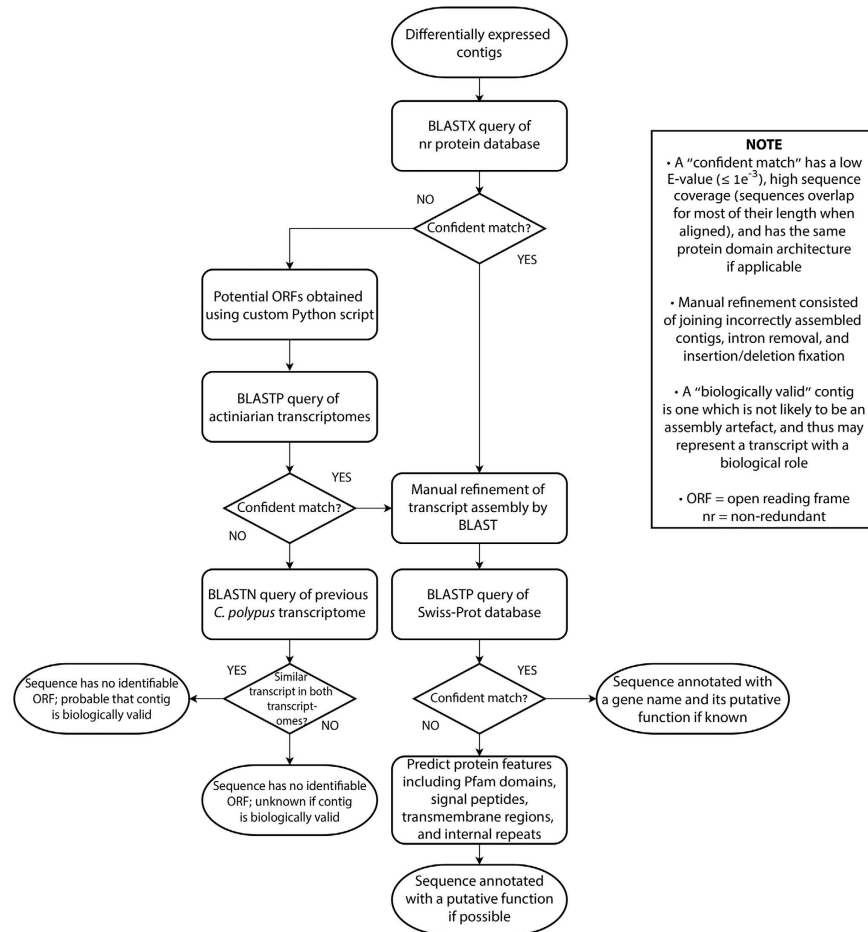 Differentially expressed
contigs
BLASTX query of
nr protein database
NO
Confident match?
YES
Potential ORFs obtained
using custom Python script
BLASTP query of
actiniarian transcriptomes
YES
Confident match?
NO
Manual refinement of
transcript assembly by
BLAST
BLASTN query of previous
C. polypus transcriptome
BLASTP query of
Swiss-Prot database
YES
Similar
transcript in both
transcript-
omes?
NO
Sequence has no identifiable
ORF; probable that contig
is biologically valid
YES
Confident match?
NO
Sequence annotated with
a gene name and its putative
function if known
Sequence has no identifiable
ORF; unknown if contig
is biologically valid
Predict protein features
including Pfam domains,
signal peptides,
transmembrane regions,
and internal repeats
Sequence annotated
with a putative function
if possible
NOTE
• A “confident match” has a low
E-value (≤ 1e⁻³), high sequence
coverage (sequences overlap
for most of their length when
aligned), and has the same
protein domain architecture
if applicable
• Manual refinement consisted
of joining incorrectly assembled
contigs, intron removal, and
insertion/deletion fixation
• A “biologically valid” contig
is one which is not likely to be an
assembly artefact, and thus may
represent a transcript with a
biological role
• ORF = open reading frame
nr = non-redundant